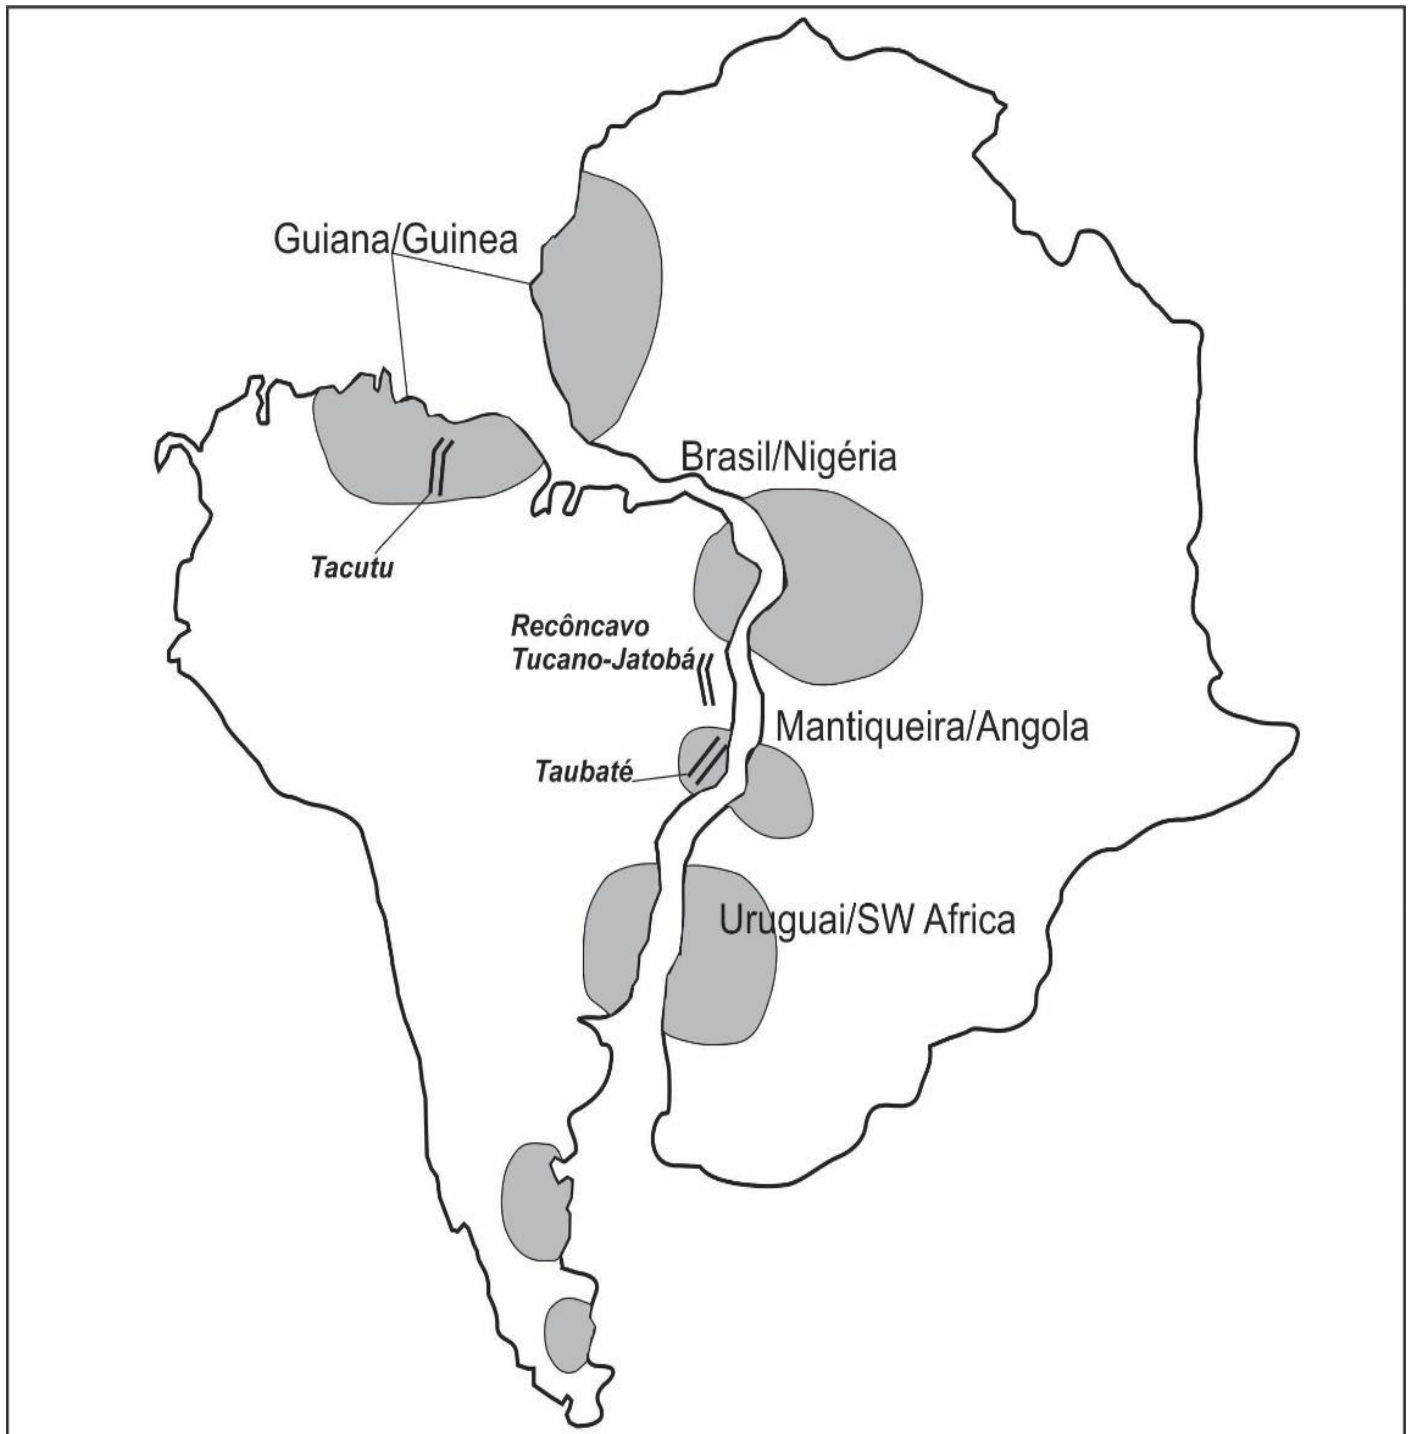 Guiana/Guinea
Brasil/Nigéria
Tacutu
Recôncavo
Tucano-Jatobá
Mantiqueira/Angola
Taubaté
Uruguai/SW Africa